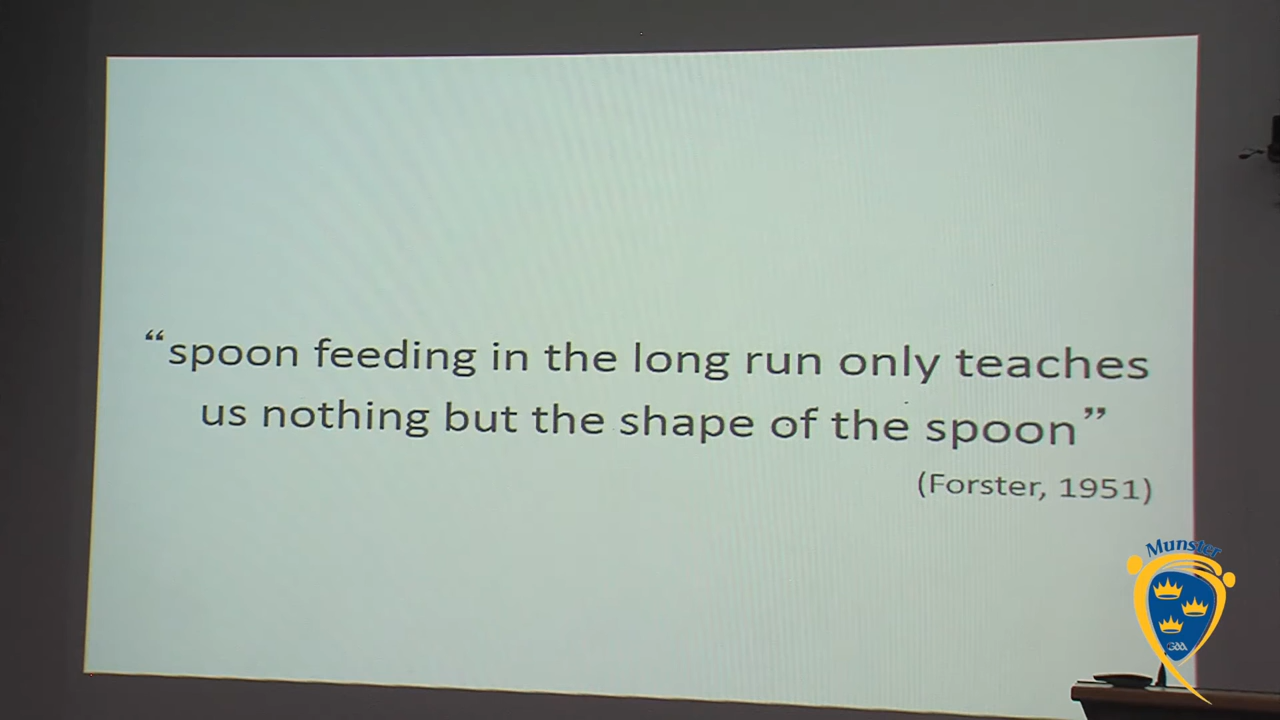 “spoon feeding in the long run only teaches
us nothing but the shape of the spoon”
(Forster, 1951)
Munster
GAA